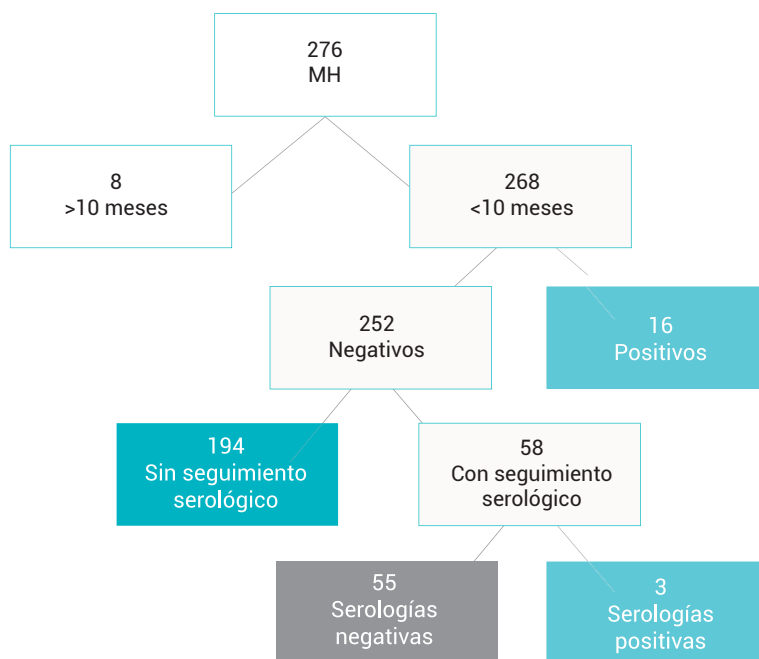 276
MH
8
>10 meses
268
<10 meses
252
Negativos
16
Positivos
194
Sin seguimiento
serológico
58
Con seguimiento
serológico
55
Serologías
negativas
3
Serologías
positivas